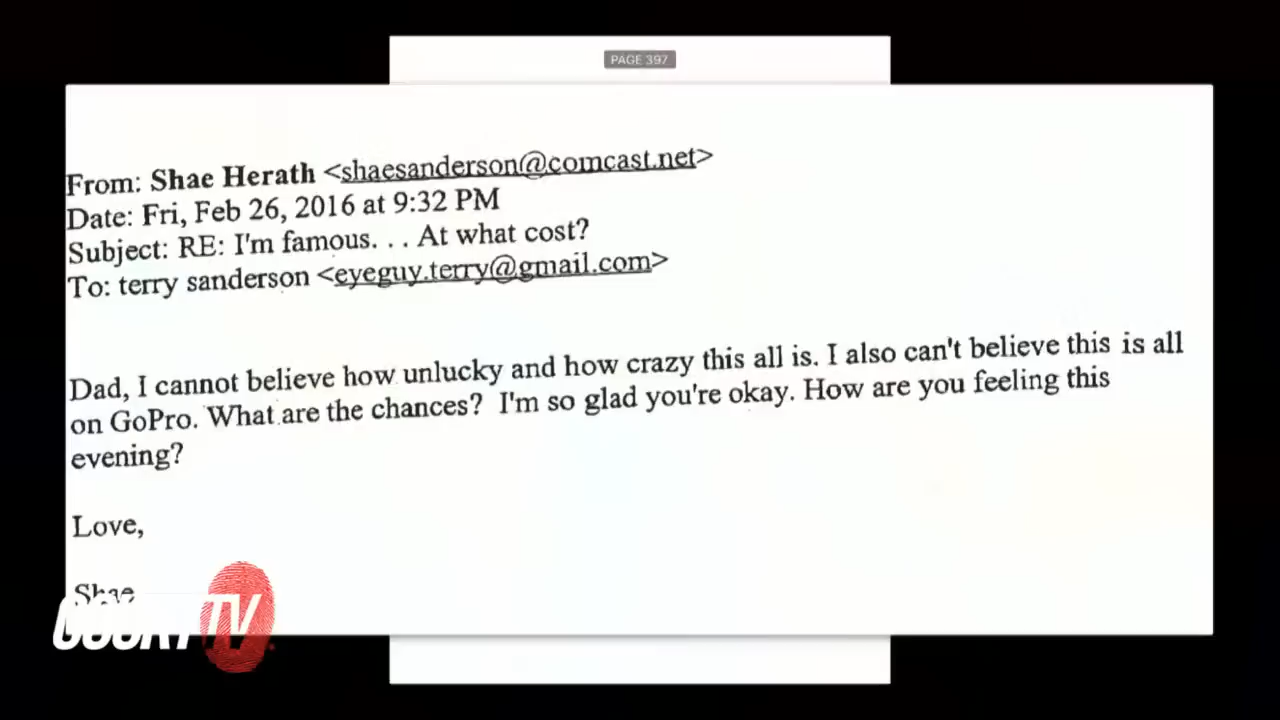 PAGE 397
From: Shae Herath <shaesanderson@comcast.net>
Date: Fri, Feb 26, 2016 at 9:32 PM
Subject: RE: I'm famous. . . At what cost?
To: terry sanderson <eyeguy.terry@gmail.com>
Dad, I cannot believe how unlucky and how crazy this all is. I also can't believe this is all
on GoPro. What are the chances? I'm so glad you're okay. How are you feeling this
evening?
Love,
Shae
COURT TV